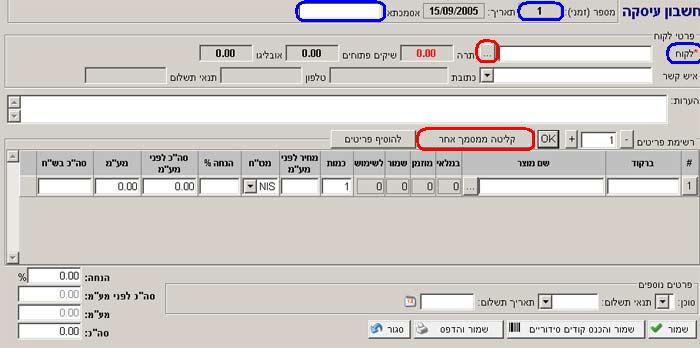 חשבון עיסקה
מספר (זמני): 1 תאריך: 15/09/2005 אסמכתא
פרטי לקוח
*לקוח ... יתרה 0.00 שיקים פתוחים 0.00 אובליגו 0.00
איש קשר כתובת טלפון תנאי תשלום
הערות:
רשימת פריטים - 1 + OK קליטה ממסמך אחר להוסיף פריטים
# ברקוד שם מוצר במלאי מוזמן שמור לשימוש כמות מחיר לפני מע"מ מט"ח הנחה % סה"כ לפני מע"מ מע"מ סה"כ בש"ח
1 ... 0 0 0 0 1 NIS 0.00 0.00
הנחה: 0.00 %
סה"כ לפני מע"מ: 0.00
מע"מ: 0.00
סה"כ: 0.00
פרטים נוספים
סוכן: תנאי תשלום: תאריך תשלום:
שמור שמור והכנס קודים סידוריים שמור והדפס סגור